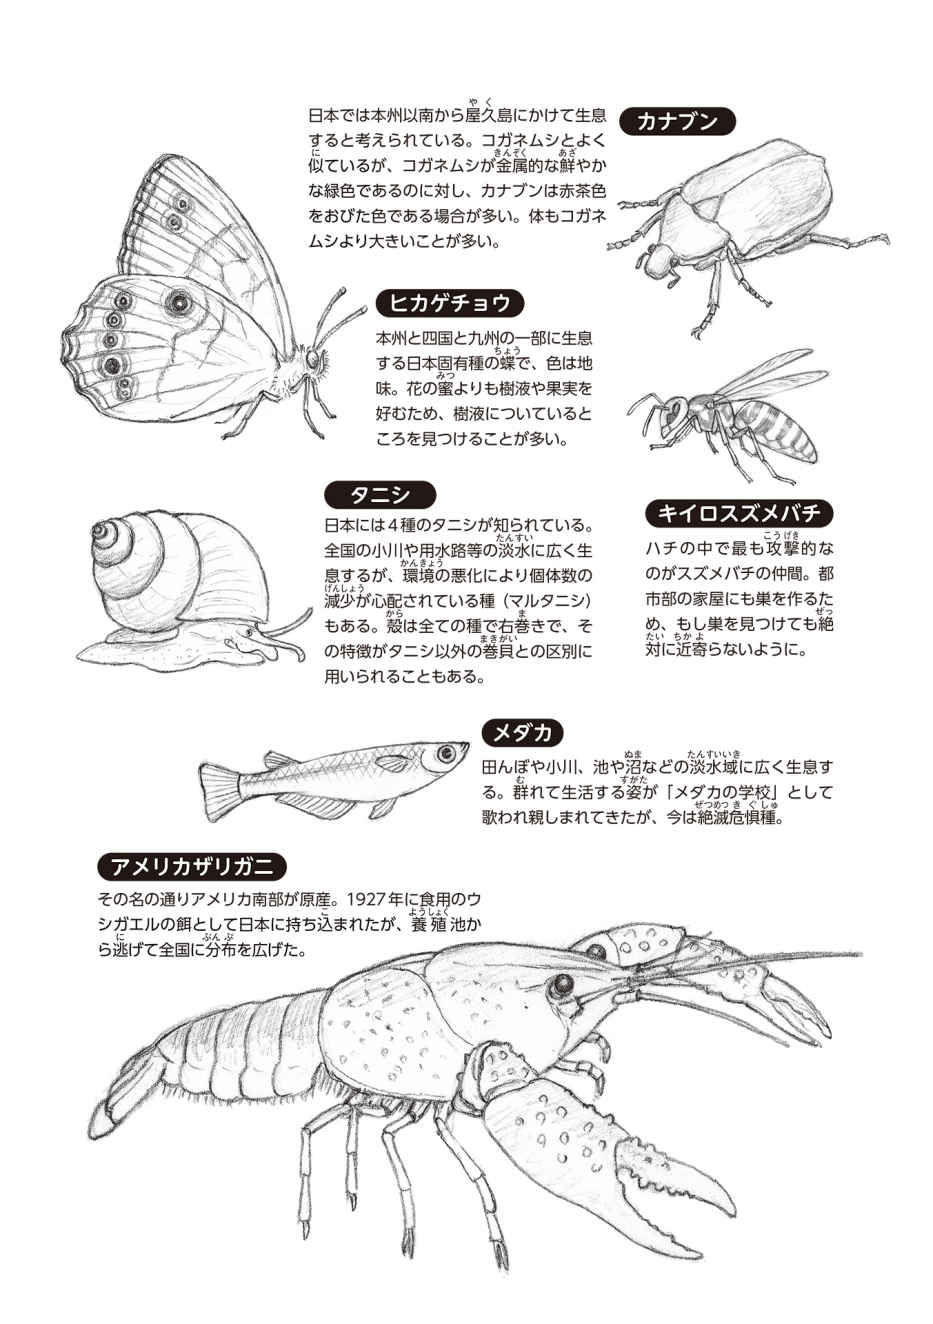 カナブン
日本では本州以南から屋久島にかけて生息
すると考えられている。コガネムシとよく
似ているが、コガネムシが金属的な鮮やか
な緑色であるのに対し、カナブンは赤茶色
をおびた色である場合が多い。体もコガネ
ムシより大きいことが多い。
ヒカゲチョウ
本州と四国と九州の一部に生息
する日本固有種の蝶で、色は地
味。花の蜜よりも樹液や果実を
好むため、樹液についていると
ころを見つけることが多い。
タニシ
日本には4種のタニシが知られている。
全国の小川や用水路等の淡水に広く生
息するが、環境の悪化により個体数の
減少が心配されている種（マルタニシ）
もある。殻は全ての種で右巻きで、そ
の特徴がタニシ以外の巻貝との区別に
用いられることもある。
キイロスズメバチ
ハチの中で最も攻撃的な
のがスズメバチの仲間。都
市部の家屋にも巣を作るた
め、もし巣を見つけても絶
対に近寄らないように。
メダカ
田んぼや小川、池や沼などの淡水域に広く生息す
る。群れて生活する姿が「メダカの学校」として
歌われ親しまれてきたが、今は絶滅危惧種。
アメリカザリガニ
その名の通りアメリカ南部が原産。1927年に食用のウ
シガエルの餌として日本に持ち込まれたが、養殖池か
ら逃げて全国に分布を広げた。